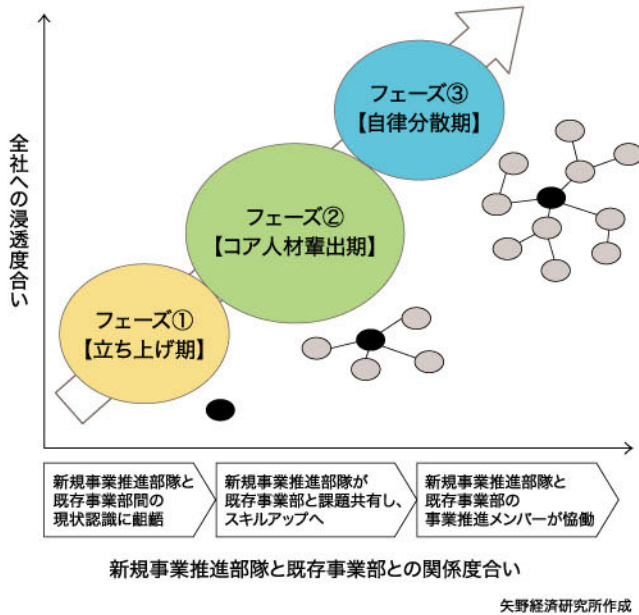 全社への浸透度合い
フェーズ③
【自律分散期】
フェーズ②
【コア人材輩出期】
フェーズ①
【立ち上げ期】
新規事業推進部隊と
既存事業部間の
現状認識に齟齬
新規事業推進部隊が
既存事業部と課題共有し、
スキルアップへ
新規事業推進部隊と
既存事業部の
事業推進メンバーが恊働
新規事業推進部隊と既存事業部との関係度合い
矢野経済研究所作成